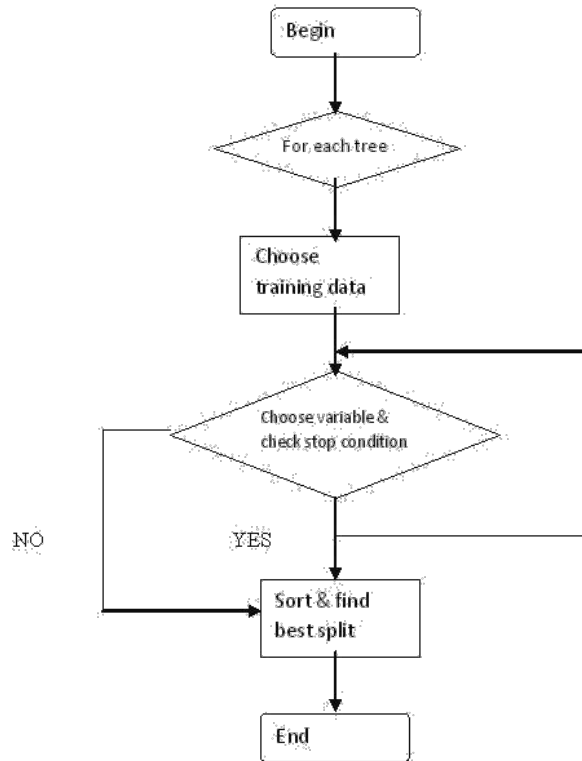 Begin
For each tree
Choose
training data
Choose variable &
check stop condition
NO
YES
Sort & find
best split
End